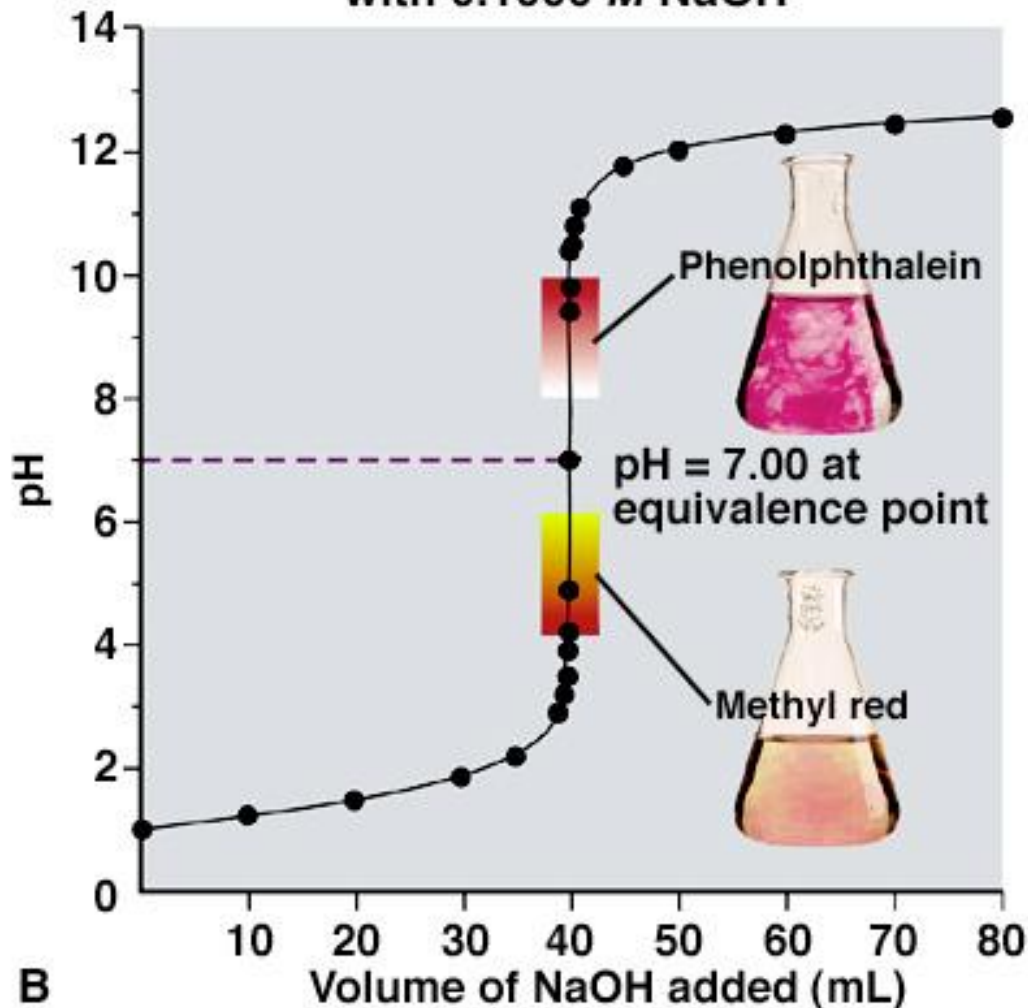 14
12
10
8
6
4
2
0
pH
Phenolphthalein
pH = 7.00 at
equivalence point
Methyl red
10 20 30 40 50 60 70 80
Volume of NaOH added (mL)
B